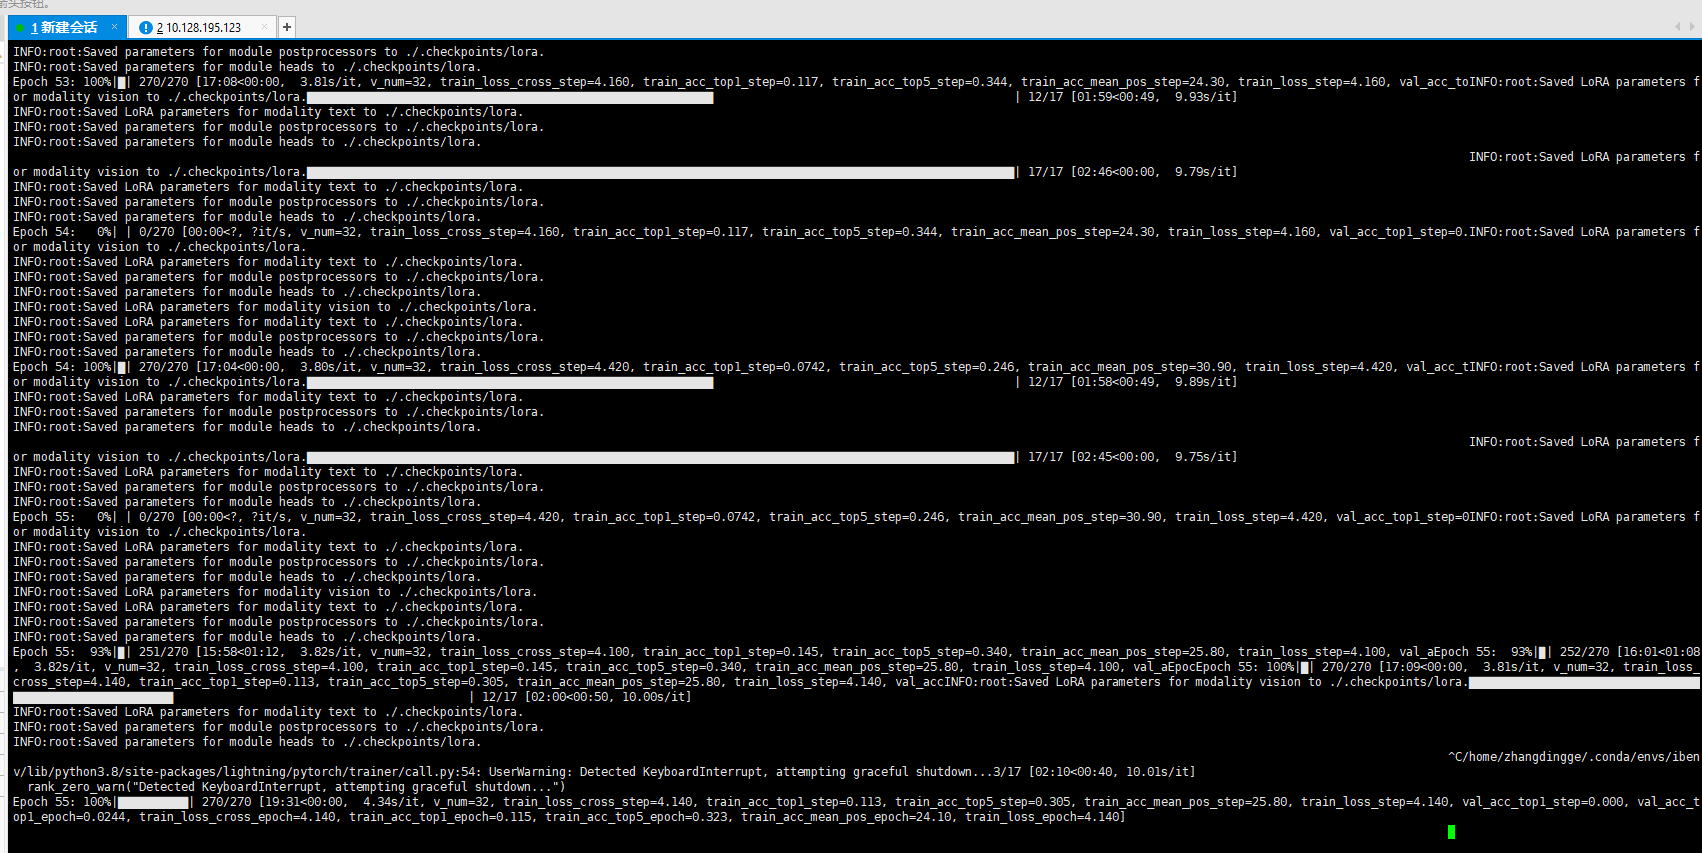 箭头按钮。
1 新建会话 × 2 10.128.195.123 × +
INFO:root:Saved parameters for module postprocessors to ./.checkpoints/lora.
INFO:root:Saved parameters for module heads to ./.checkpoints/lora.
Epoch 53: 100%|█| 270/270 [17:08<00:00,  3.81s/it, v_num=32, train_loss_cross_step=4.160, train_acc_top1_step=0.117, train_acc_top5_step=0.344, train_acc_mean_pos_step=24.30, train_loss_step=4.160, val_acc_toINFO:root:Saved LoRA parameters f
or modality vision to ./.checkpoints/lora. | 12/17 [01:59<00:49,  9.93s/it]
INFO:root:Saved LoRA parameters for modality text to ./.checkpoints/lora.
INFO:root:Saved parameters for module postprocessors to ./.checkpoints/lora.
INFO:root:Saved parameters for module heads to ./.checkpoints/lora.
INFO:root:Saved LoRA parameters f
or modality vision to ./.checkpoints/lora. | 17/17 [02:46<00:00,  9.79s/it]
INFO:root:Saved LoRA parameters for modality text to ./.checkpoints/lora.
INFO:root:Saved parameters for module postprocessors to ./.checkpoints/lora.
INFO:root:Saved parameters for module heads to ./.checkpoints/lora.
Epoch 54:   0%| | 0/270 [00:00<?, ?it/s, v_num=32, train_loss_cross_step=4.160, train_acc_top1_step=0.117, train_acc_top5_step=0.344, train_acc_mean_pos_step=24.30, train_loss_step=4.160, val_acc_top1_step=0.INFO:root:Saved LoRA parameters f
or modality vision to ./.checkpoints/lora.
INFO:root:Saved LoRA parameters for modality text to ./.checkpoints/lora.
INFO:root:Saved parameters for module postprocessors to ./.checkpoints/lora.
INFO:root:Saved parameters for module heads to ./.checkpoints/lora.
INFO:root:Saved LoRA parameters for modality vision to ./.checkpoints/lora.
INFO:root:Saved LoRA parameters for modality text to ./.checkpoints/lora.
INFO:root:Saved parameters for module postprocessors to ./.checkpoints/lora.
INFO:root:Saved parameters for module heads to ./.checkpoints/lora.
Epoch 54: 100%|█| 270/270 [17:04<00:00,  3.80s/it, v_num=32, train_loss_cross_step=4.420, train_acc_top1_step=0.0742, train_acc_top5_step=0.246, train_acc_mean_pos_step=30.90, train_loss_step=4.420, val_acc_tINFO:root:Saved LoRA parameters f
or modality vision to ./.checkpoints/lora. | 12/17 [01:58<00:49,  9.89s/it]
INFO:root:Saved LoRA parameters for modality text to ./.checkpoints/lora.
INFO:root:Saved parameters for module postprocessors to ./.checkpoints/lora.
INFO:root:Saved parameters for module heads to ./.checkpoints/lora.
INFO:root:Saved LoRA parameters f
or modality vision to ./.checkpoints/lora. | 17/17 [02:45<00:00,  9.75s/it]
INFO:root:Saved LoRA parameters for modality text to ./.checkpoints/lora.
INFO:root:Saved parameters for module postprocessors to ./.checkpoints/lora.
INFO:root:Saved parameters for module heads to ./.checkpoints/lora.
Epoch 55:   0%| | 0/270 [00:00<?, ?it/s, v_num=32, train_loss_cross_step=4.420, train_acc_top1_step=0.0742, train_acc_top5_step=0.246, train_acc_mean_pos_step=30.90, train_loss_step=4.420, val_acc_top1_step=0INFO:root:Saved LoRA parameters f
or modality vision to ./.checkpoints/lora.
INFO:root:Saved LoRA parameters for modality text to ./.checkpoints/lora.
INFO:root:Saved parameters for module postprocessors to ./.checkpoints/lora.
INFO:root:Saved parameters for module heads to ./.checkpoints/lora.
INFO:root:Saved LoRA parameters for modality vision to ./.checkpoints/lora.
INFO:root:Saved LoRA parameters for modality text to ./.checkpoints/lora.
INFO:root:Saved parameters for module postprocessors to ./.checkpoints/lora.
INFO:root:Saved parameters for module heads to ./.checkpoints/lora.
Epoch 55:  93%|█| 251/270 [15:58<01:12,  3.82s/it, v_num=32, train_loss_cross_step=4.100, train_acc_top1_step=0.145, train_acc_top5_step=0.340, train_acc_mean_pos_step=25.80, train_loss_step=4.100, val_aEpoch 55:  93%|█| 252/270 [16:01<01:08
,  3.82s/it, v_num=32, train_loss_cross_step=4.100, train_acc_top1_step=0.145, train_acc_top5_step=0.340, train_acc_mean_pos_step=25.80, train_loss_step=4.100, val_aEpocEpoch 55: 100%|█| 270/270 [17:09<00:00,  3.81s/it, v_num=32, train_loss_
cross_step=4.140, train_acc_top1_step=0.113, train_acc_top5_step=0.305, train_acc_mean_pos_step=25.80, train_loss_step=4.140, val_accINFO:root:Saved LoRA parameters for modality vision to ./.checkpoints/lora.
| 12/17 [02:00<00:50, 10.00s/it]
INFO:root:Saved LoRA parameters for modality text to ./.checkpoints/lora.
INFO:root:Saved parameters for module postprocessors to ./.checkpoints/lora.
INFO:root:Saved parameters for module heads to ./.checkpoints/lora.
^C/home/zhangdingge/.conda/envs/iben
v/lib/python3.8/site-packages/lightning/pytorch/trainer/call.py:54: UserWarning: Detected KeyboardInterrupt, attempting graceful shutdown...3/17 [02:10<00:40, 10.01s/it]
rank_zero_warn("Detected KeyboardInterrupt, attempting graceful shutdown...")
Epoch 55: 100%|██████████| 270/270 [19:31<00:00,  4.34s/it, v_num=32, train_loss_cross_step=4.140, train_acc_top1_step=0.113, train_acc_top5_step=0.305, train_acc_mean_pos_step=25.80, train_loss_step=4.140, val_acc_top1_step=0.000, val_acc_t
op1_epoch=0.0244, train_loss_cross_epoch=4.140, train_acc_top1_epoch=0.115, train_acc_top5_epoch=0.323, train_acc_mean_pos_epoch=24.10, train_loss_epoch=4.140]